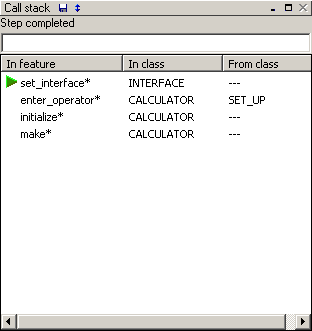 Call stack
Step completed
In feature In class From class
set_interface* INTERFACE ---
enter_operator* CALCULATOR SET_UP
initialize* CALCULATOR ---
make* CALCULATOR ---